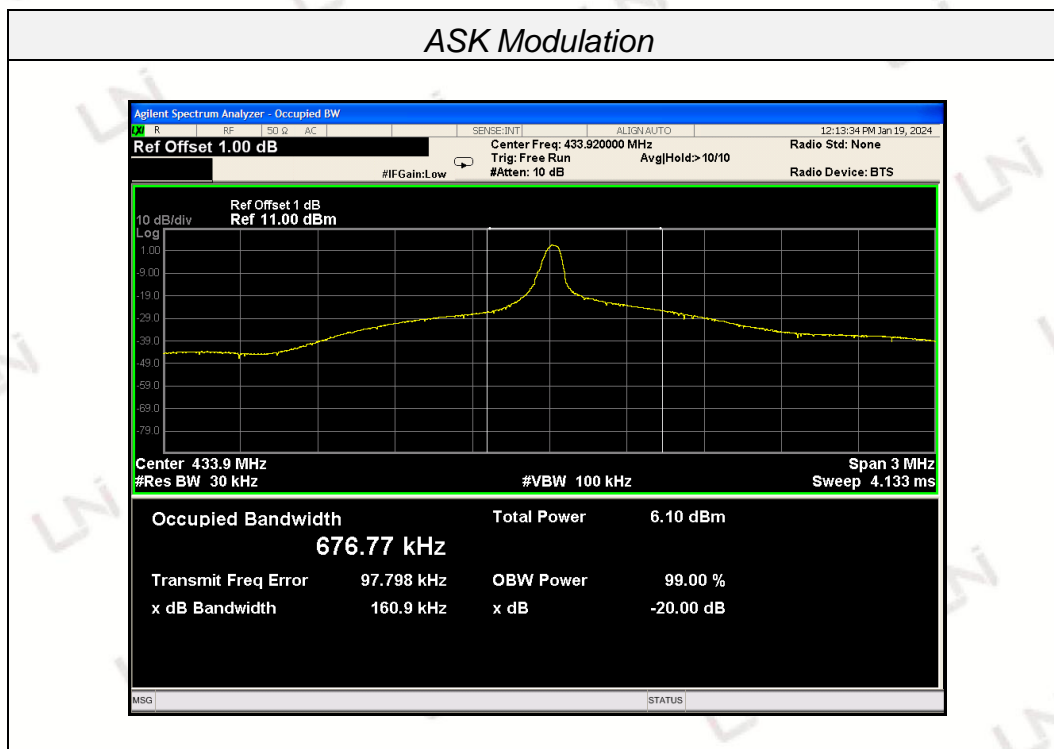 ASK Modulation
Agilent Spectrum Analyzer - Occupied BW
LXI R RF 50 Ω AC SENSE:INT ALIGN AUTO 12:13:34 PM Jan 19, 2024
Ref Offset 1.00 dB Center Freq: 433.920000 MHz Radio Std: None
Trig: Free Run Avg|Hold:>10/10
#IFGain:Low #Atten: 10 dB Radio Device: BTS
Ref Offset 1 dB
10 dB/div Ref 11.00 dBm
Log
1.00
-9.00
-19.0
-29.0
-39.0
-49.0
-59.0
-69.0
-79.0
Center 433.9 MHz Span 3 MHz
#Res BW 30 kHz #VBW 100 kHz Sweep 4.133 ms
Occupied Bandwidth Total Power 6.10 dBm
676.77 kHz
Transmit Freq Error 97.798 kHz OBW Power 99.00 %
x dB Bandwidth 160.9 kHz x dB -20.00 dB
MSG STATUS